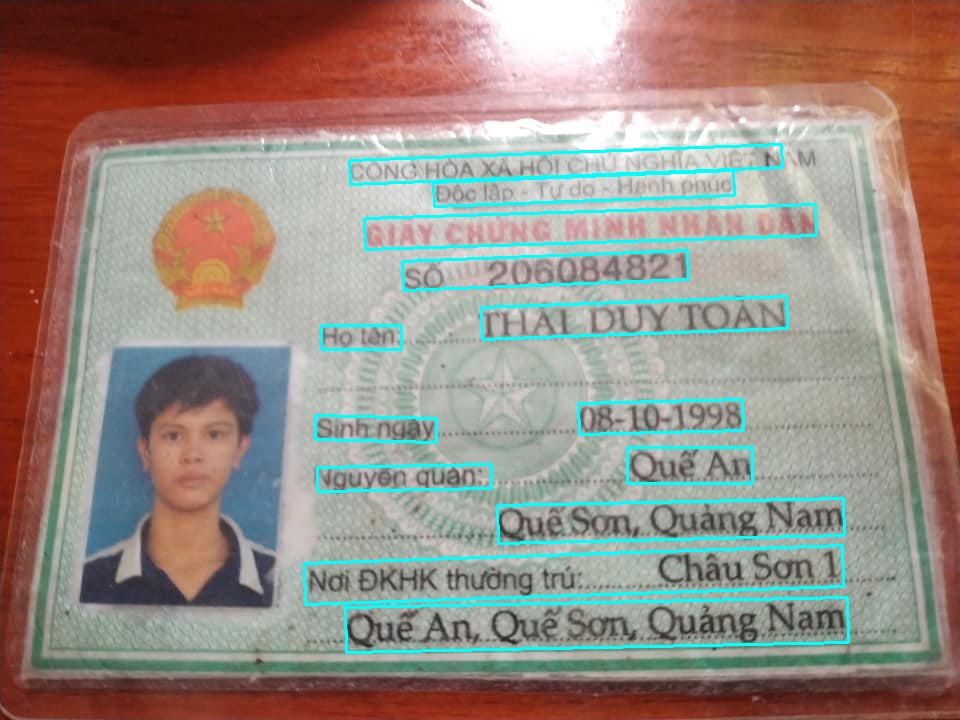 CỘNG HÒA XÃ HỘI CHỦ NGHĨA VIỆT NAM
Độc lập - Tự do - Hạnh phúc
GIẤY CHỨNG MINH NHÂN DÂN
SỐ 206084821
Họ tên: THÁI DUY TOÀN
Sinh ngày 08-10-1998
Nguyên quán: Quế An
Quế Sơn, Quảng Nam
Nơi ĐKHK thường trú: Châu Sơn 1
Quế An, Quế Sơn, Quảng Nam